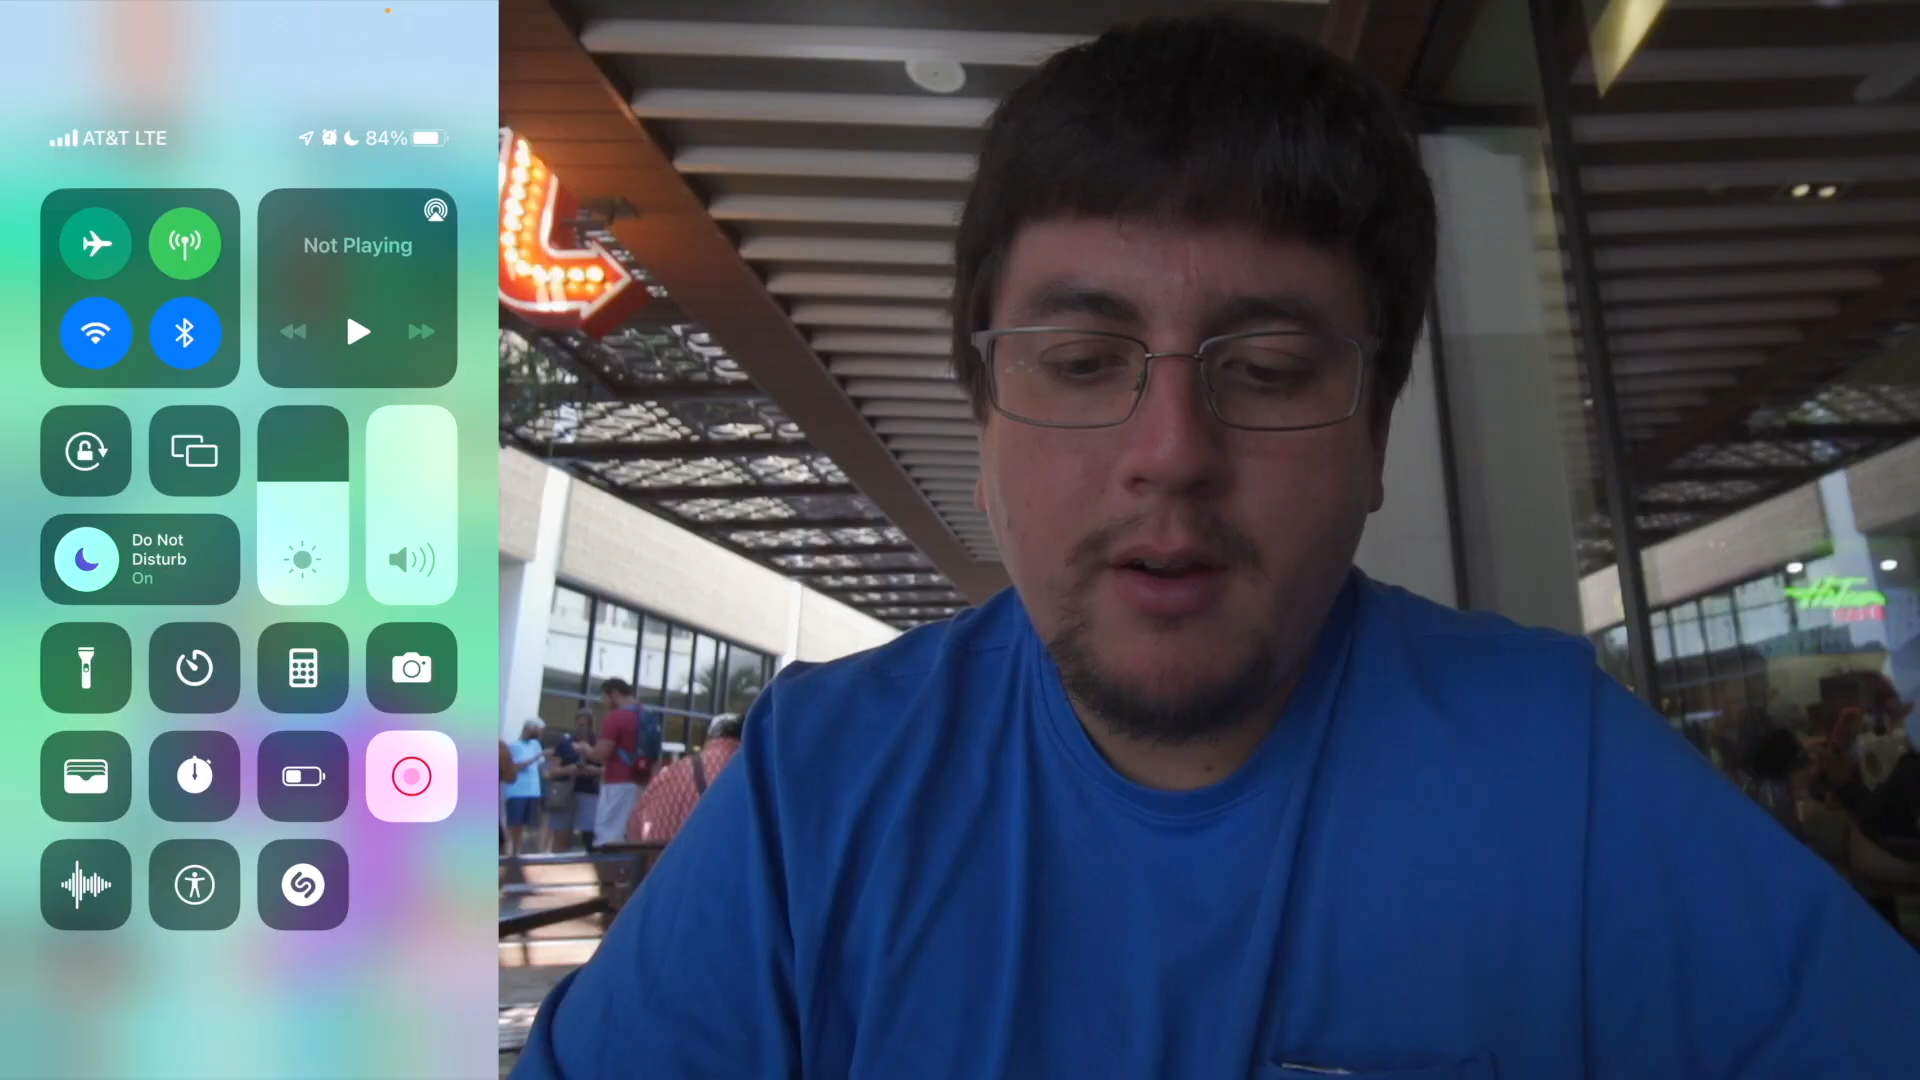 AT&T LTE
84%
Not Playing
Do Not
Disturb
On